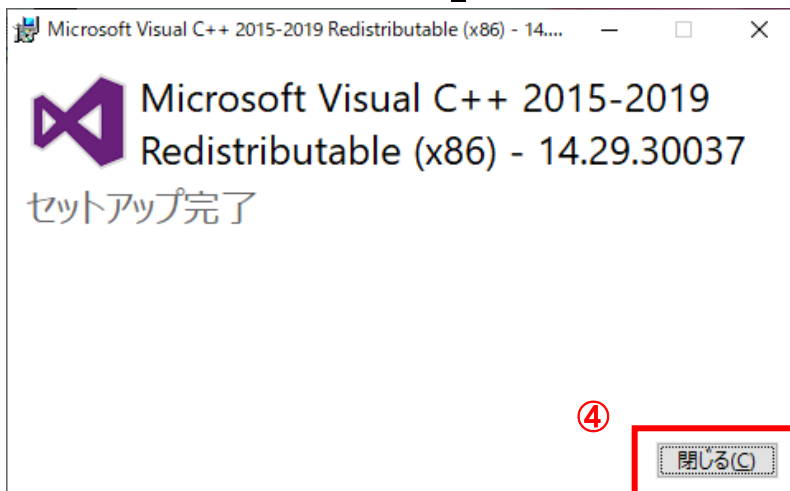 Microsoft Visual C++ 2015-2019 Redistributable (x86) - 14....
Microsoft Visual C++ 2015-2019
Redistributable (x86) - 14.29.30037
セットアップ完了
④
閉じる(C)